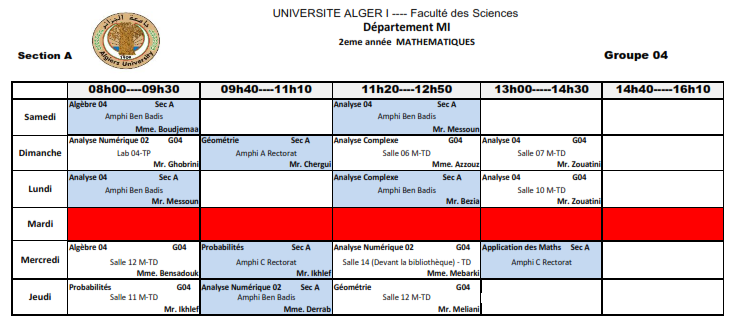 UNIVERSITE ALGER I ---- Faculté des Sciences
Département MI
2eme année MATHEMATIQUES
Section A
Groupe 04
Algiers University
08h00----09h30 09h40----11h10 11h20----12h50 13h00-----14h30 14h40-----16h10
Samedi
Algèbre 04 Sec A
Amphi Ben Badis
Mme. Boudjemaa
Analyse 04 Sec A
Amphi Ben Badis
Mr. Messoun
Dimanche
Analyse Numérique 02 G04
Lab 04-TP
Mr. Ghobrini
Géométrie Sec A
Amphi A Rectorat
Mr. Chergui
Analyse Complexe G04
Salle 06 M-TD
Mme. Azzouz
Analyse 04 G04
Salle 07 M-TD
Mr. Zouatini
Lundi
Analyse 04 Sec A
Amphi Ben Badis
Mr. Messoun
Analyse Complexe Sec A
Amphi Ben Badis
Mr. Bezia
Analyse 04 G04
Salle 10 M-TD
Mr. Zouatini
Mardi
Mercredi
Algèbre 04 G04
Salle 12 M-TD
Mme. Bensadouk
Probabilités Sec A
Amphi C Rectorat
Mr. Ikhlef
Analyse Numérique 02 G04
Salle 14 (Devant la bibliothèque) - TD
Mme. Mebarki
Application des Maths Sec A
Amphi C Rectorat
Jeudi
Probabilités G04
Salle 11 M-TD
Mr. Ikhlef
Analyse Numérique 02 Sec A
Amphi Ben Badis
Mme. Derrab
Géométrie G04
Salle 12 M-TD
Mr. Meliani